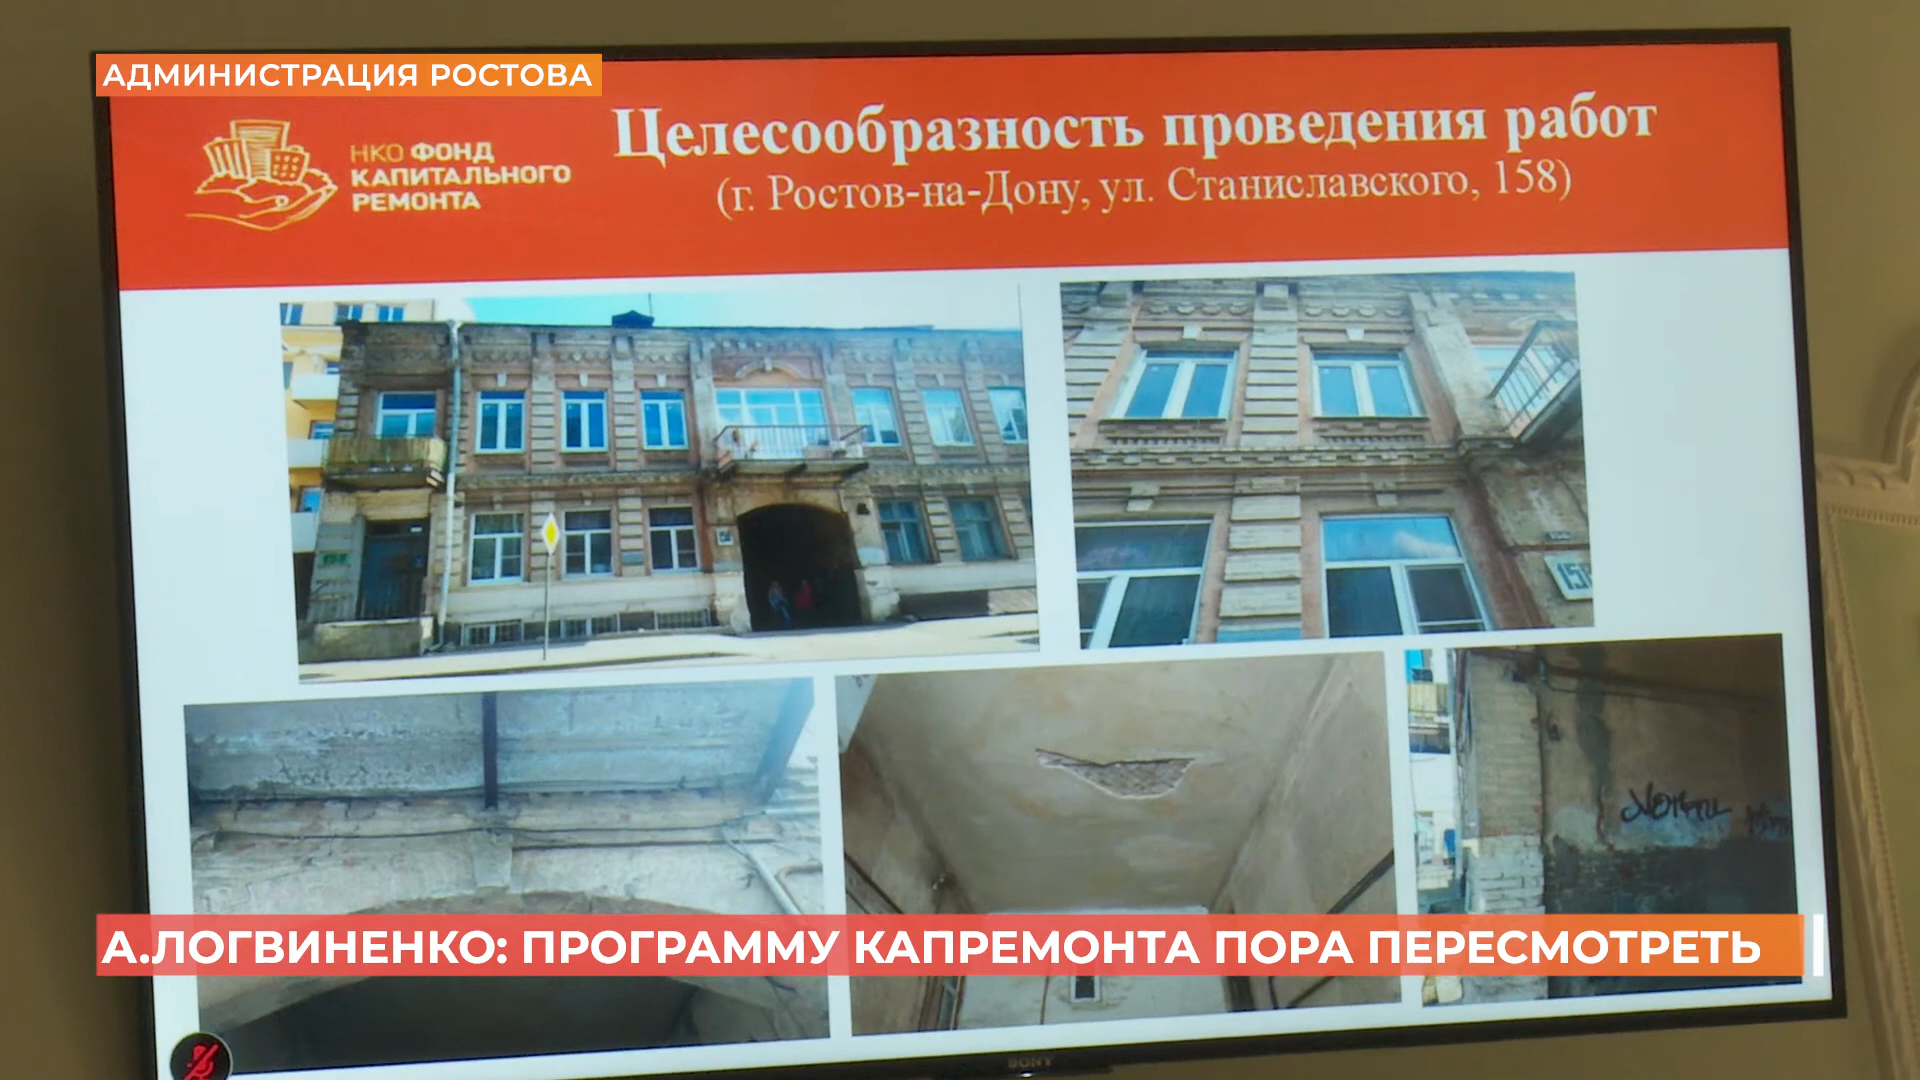 АДМИНИСТРАЦИЯ РОСТОВА
НКО ФОНД
КАПИТАЛЬНОГО
РЕМОНТА
Целесообразность проведения работ
(г. Ростов-на-Дону, ул. Станиславского, 158)
А.ЛОГВИНЕНКО: ПРОГРАММУ КАПРЕМОНТА ПОРА ПЕРЕСМОТРЕТЬ
SONY